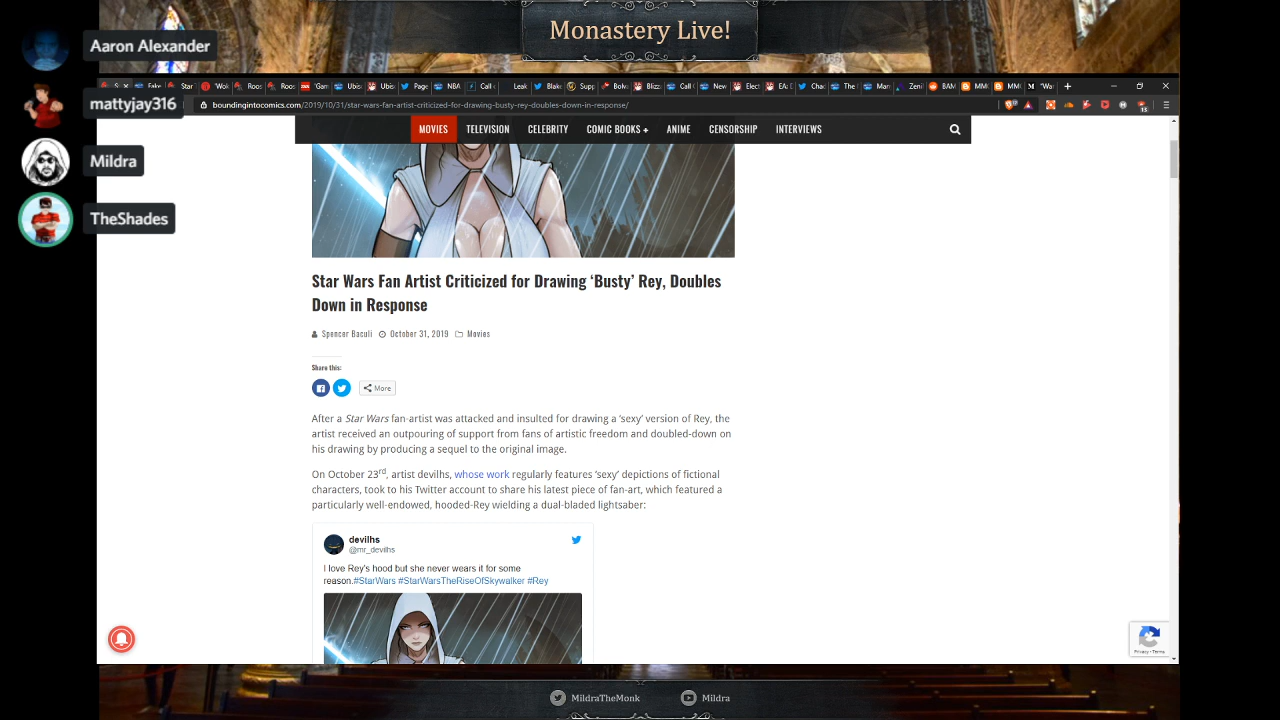 Monastery Live!
Aaron Alexander
mattyjay316
Mildra
TheShades
boundingintocomics.com/2019/10/31/star-wars-fan-artist-criticized-for-drawing-busty-rey-doubles-down-in-response/
MOVIES TELEVISION CELEBRITY COMIC BOOKS + ANIME CENSORSHIP INTERVIEWS
Star Wars Fan Artist Criticized for Drawing ‘Busty’ Rey, Doubles
Down in Response
Spencer Baculi October 31, 2019 Movies
Share this:
More
After a Star Wars fan-artist was attacked and insulted for drawing a ‘sexy’ version of Rey, the
artist received an outpouring of support from fans of artistic freedom and doubled-down on
his drawing by producing a sequel to the original image.
On October 23rd, artist devilhs, whose work regularly features ‘sexy’ depictions of fictional
characters, took to his Twitter account to share his latest piece of fan-art, which featured a
particularly well-endowed, hooded-Rey wielding a dual-bladed lightsaber:
devilhs
@mr_devilhs
I love Rey's hood but she never wears it for some
reason.#StarWars #StarWarsTheRiseOfSkywalker #Rey
Privacy - Terms
MildraTheMonk Mildra